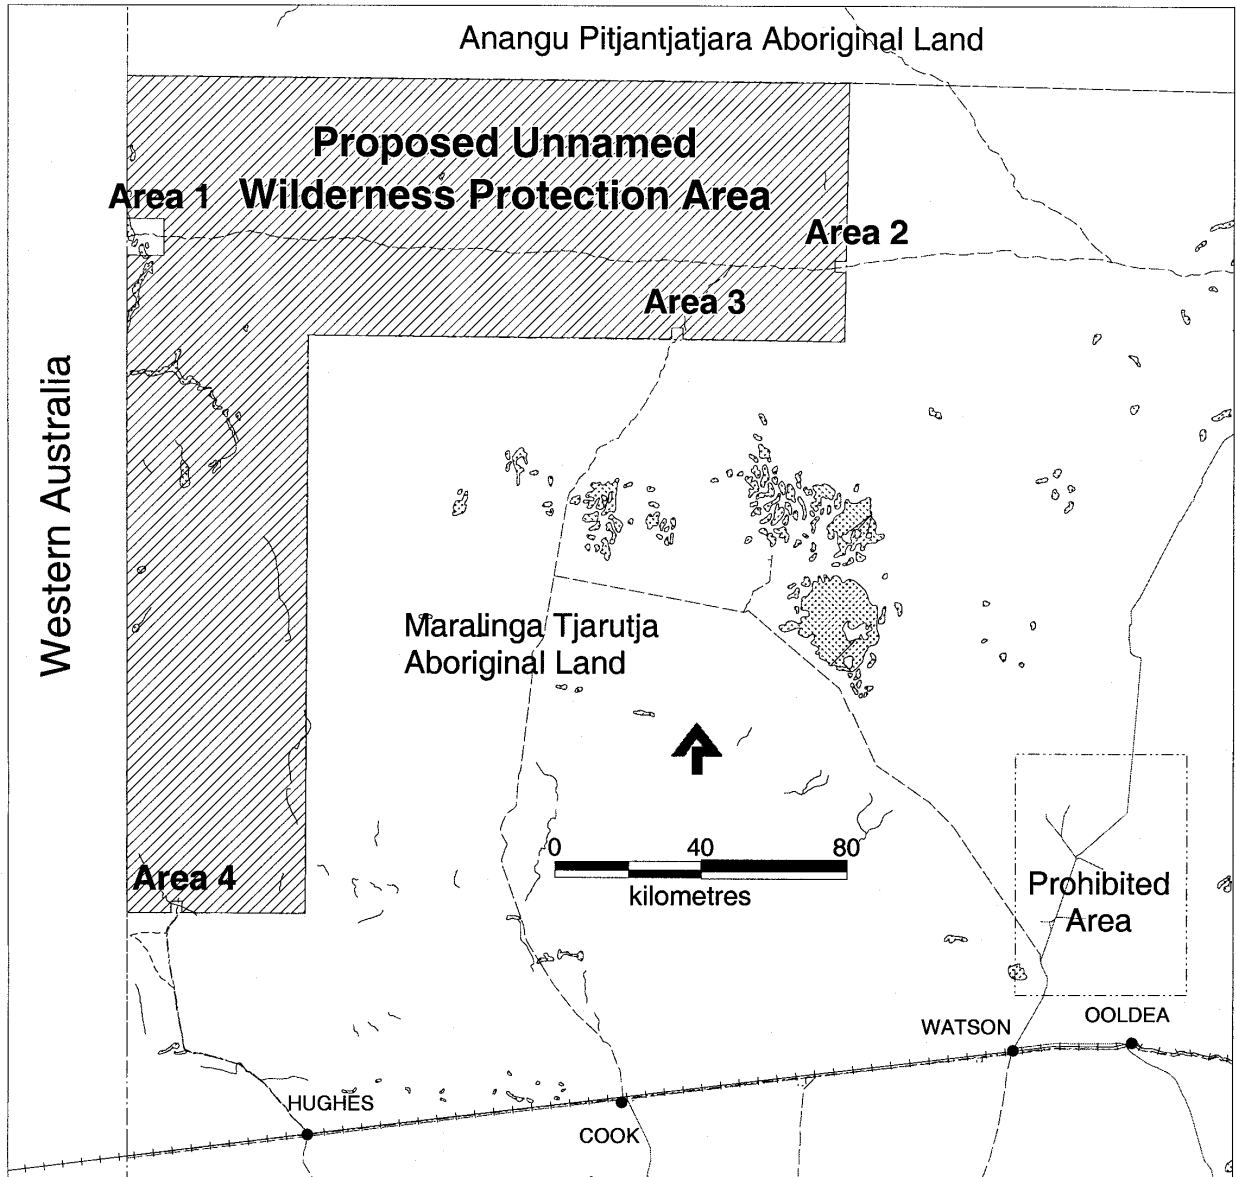 Anangu Pitjantjatjara Aboriginal Land
Proposed Unnamed
Wilderness Protection Area
Area 1
Area 2
Area 3
Western Australia
Maralinga Tjarutja
Aboriginal Land
0 40 80
kilometres
Area 4
Prohibited
Area
WATSON
OOLDEA
HUGHES
COOK